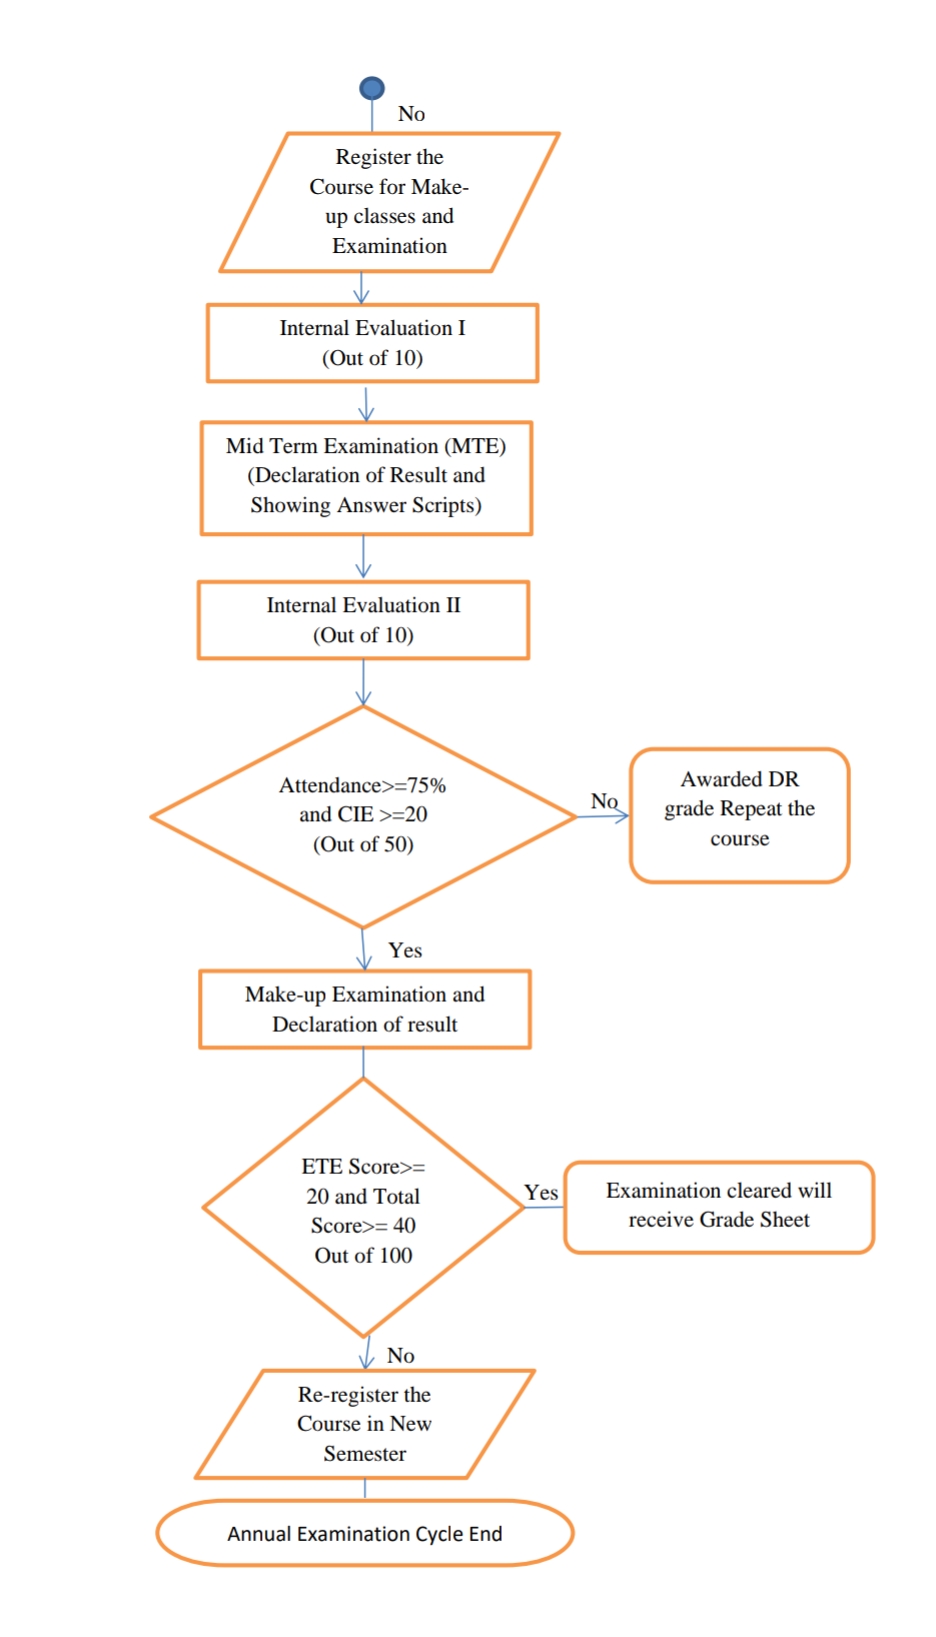 No
Register the
Course for Make-
up classes and
Examination
Internal Evaluation I
(Out of 10)
Mid Term Examination (MTE)
(Declaration of Result and
Showing Answer Scripts)
Internal Evaluation II
(Out of 10)
Attendance>=75%
and CIE >=20
(Out of 50)
No
Awarded DR
grade Repeat the
course
Yes
Make-up Examination and
Declaration of result
ETE Score>=
20 and Total
Score>= 40
Out of 100
Yes
Examination cleared will
receive Grade Sheet
No
Re-register the
Course in New
Semester
Annual Examination Cycle End